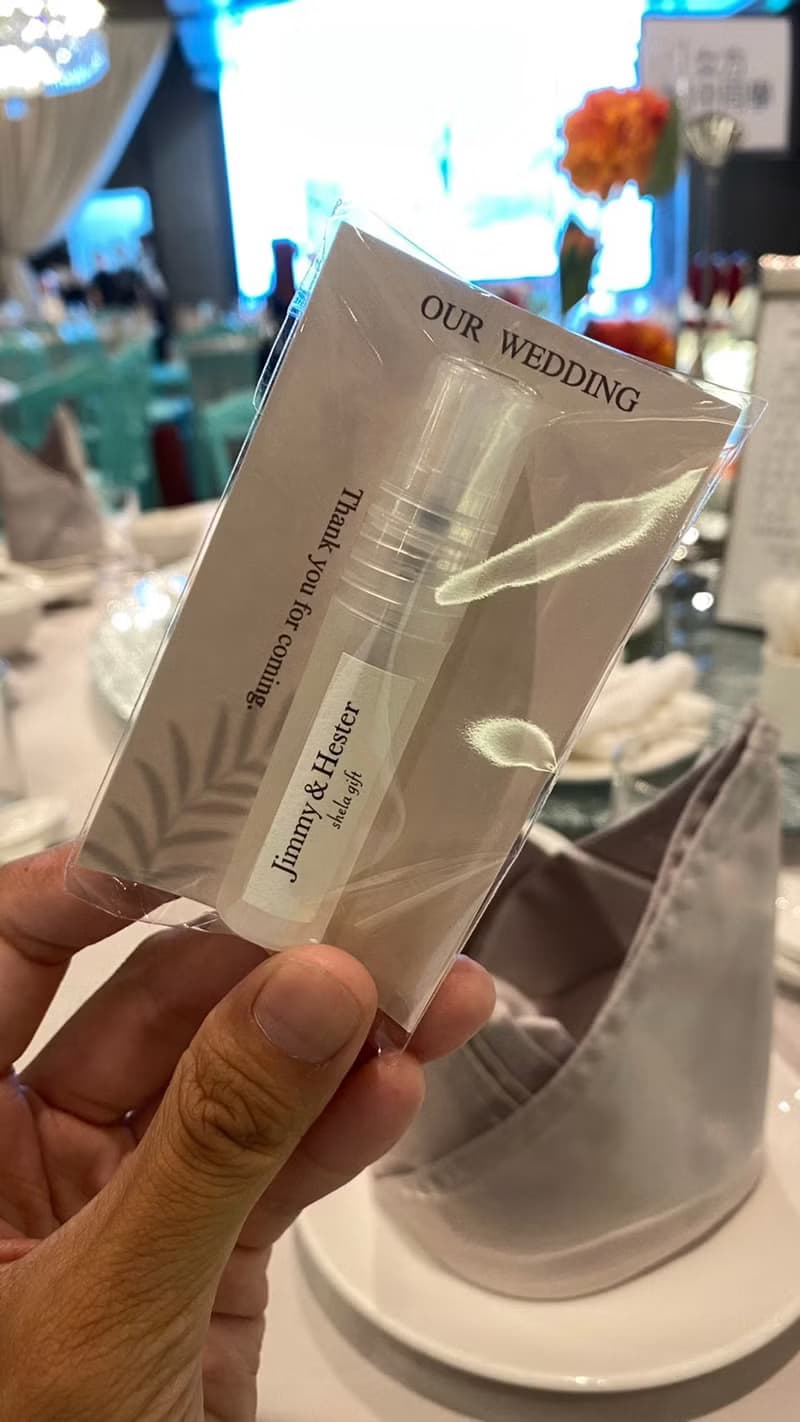 OUR WEDDING
Thank you for coming.
Jimmy & Hester
shela gift